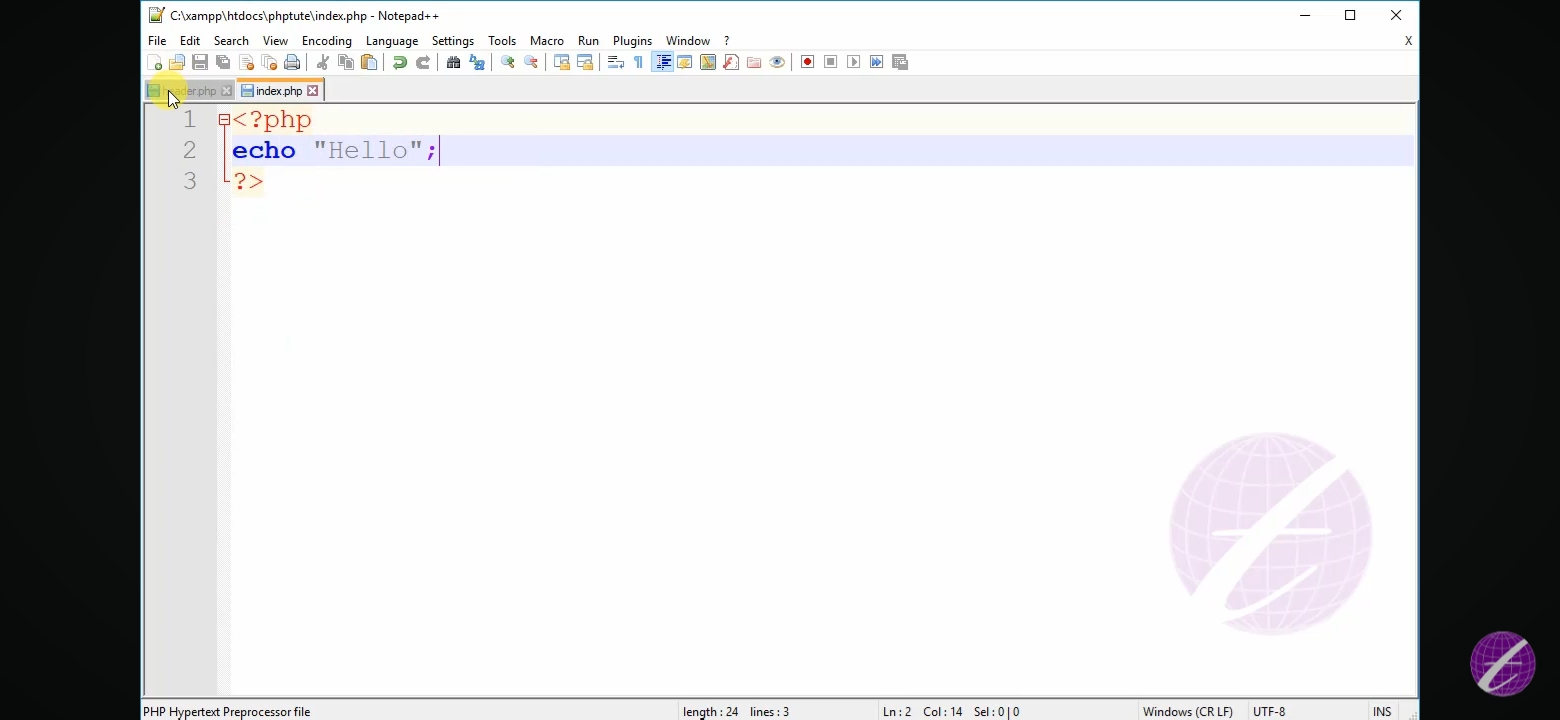 C:\xampp\htdocs\phptute\index.php - Notepad++
File Edit Search View Encoding Language Settings Tools Macro Run Plugins Window ? X
header.php index.php
1 <?php
2 echo "Hello";
3 ?>
PHP Hypertext Preprocessor file length : 24 lines : 3 Ln : 2 Col : 14 Sel : 0 | 0 Windows (CR LF) UTF-8 INS